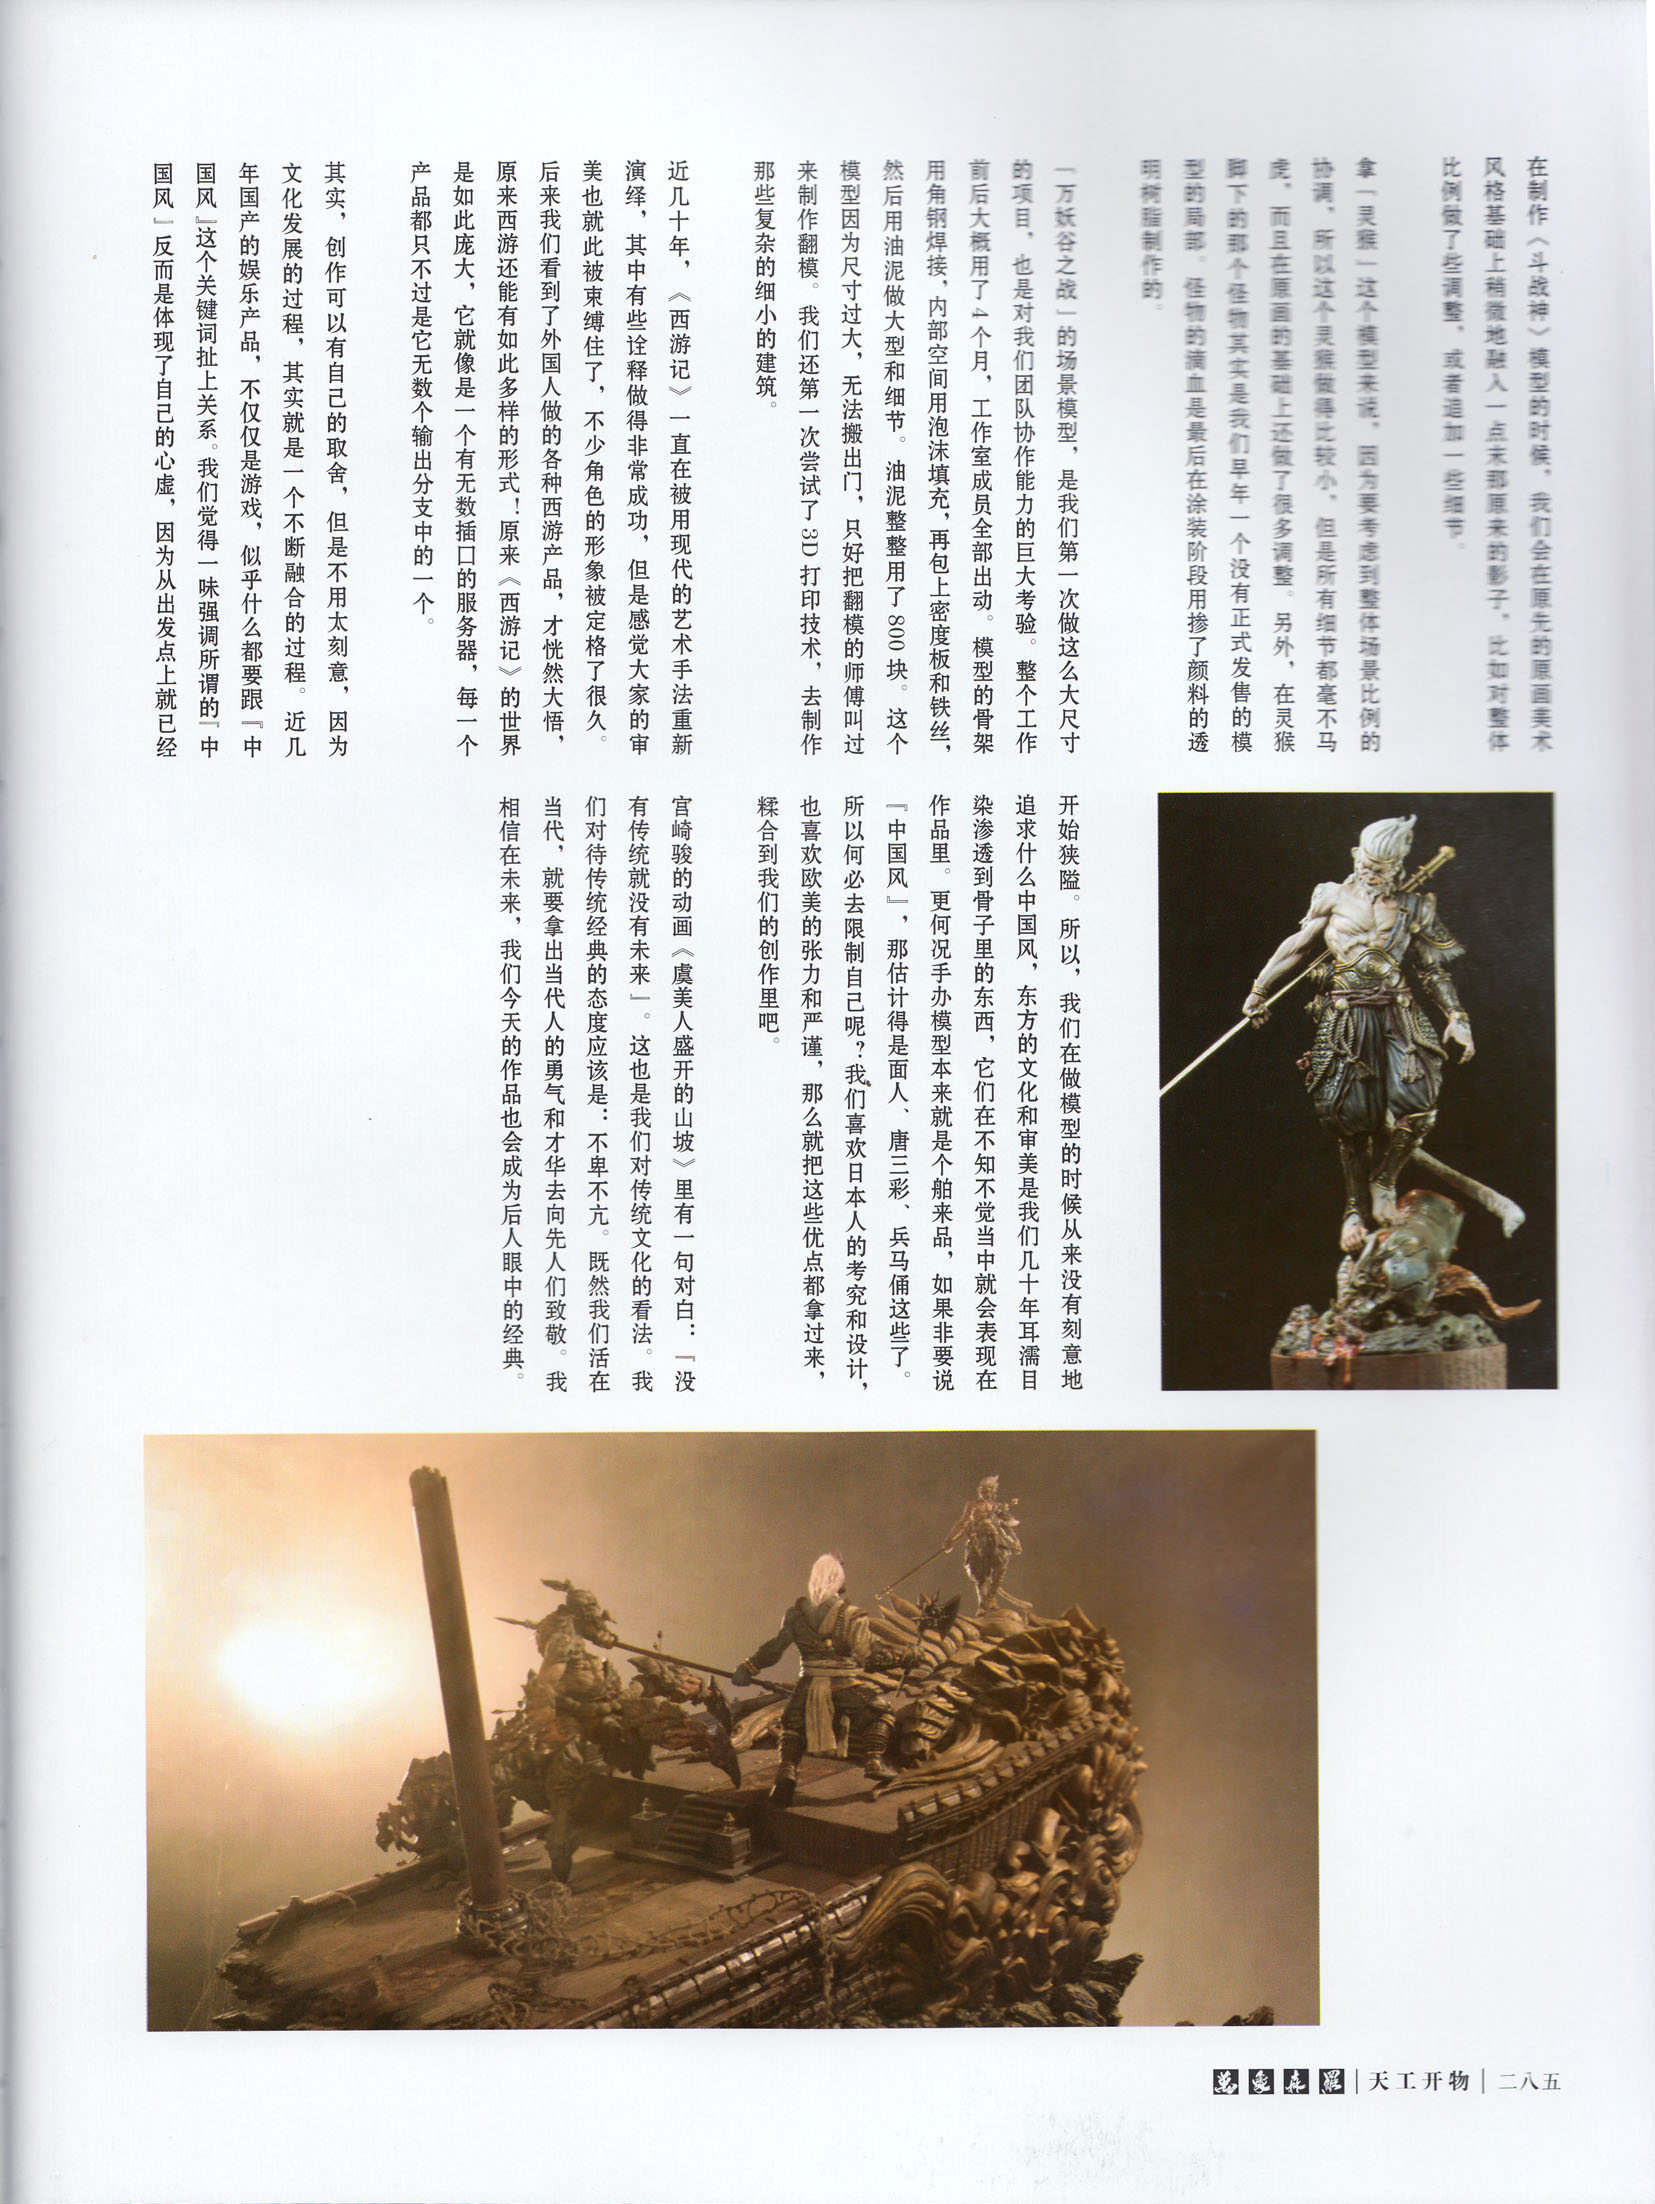 在制作《斗战神》模型的时候，我们会在原先的原画美术
风格基础上稍微地融入一点末那原来的影子，比如对整体
比例做了些调整，或者追加一些细节。
拿「灵猴」这个模型来说，因为要考虑到整体场景比例的
协调，所以这个灵猴做得比较小，但是所有细节都毫不马
虎，而且在原画的基础上还做了很多调整。另外，在灵猴
脚下的那个怪物其实是我们早年一个没有正式发售的模
型的局部。怪物的滴血是最后在涂装阶段用掺了颜料的透
明树脂制作的。
「万妖谷之战」的场景模型，是我们第一次做这么大尺寸
的项目，也是对我们团队协作能力的巨大考验。整个工作
前后大概用了4个月，工作室成员全部出动。模型的骨架
用角钢焊接，内部空间用泡沫填充，再包上密度板和铁丝，
然后用油泥做大型和细节。油泥整整用了800块。这个
模型因为尺寸过大，无法搬出门，只好把翻模的师傅叫过
来制作翻模。我们还第一次尝试了3D打印技术，去制作
那些复杂的细小的建筑。
近几十年，《西游记》一直在被用现代的艺术手法重新
演绎，其中有些诠释做得非常成功，但是感觉大家的审
美也就此被束缚住了，不少角色的形象被定格了很久。
后来我们看到了外国人做的各种西游产品，才恍然大悟，
原来西游还能有如此多样的形式！原来《西游记》的世界
是如此庞大，它就像是一个有无数插口的服务器，每一个
产品都只不过是它无数个输出分支中的一个。
其实，创作可以有自己的取舍，但是不用太刻意，因为
文化发展的过程，其实就是一个不断融合的过程。近几
年国产的娱乐产品，不仅仅是游戏，似乎什么都要跟『中
国风』这个关键词扯上关系。我们觉得一味强调所谓的『中
国风』反而是体现了自己的心虚，因为从出发点上就已经
开始狭隘。所以，我们在做模型的时候从来没有刻意地
追求什么中国风，东方的文化和审美是我们几十年耳濡目
染渗透到骨子里的东西，它们在不知不觉当中就会表现在
作品里。更何况手办模型本来就是个舶来品，如果非要说
『中国风』，那估计得是面人、唐三彩、兵马俑这些了。
所以何必去限制自己呢？我们喜欢日本人的考究和设计，
也喜欢欧美的张力和严谨，那么就把这些优点都拿过来，
糅合到我们的创作里吧。
宫崎骏的动画《虞美人盛开的山坡》里有一句对白：『没
有传统就没有未来』。这也是我们对传统文化的看法。我
们对待传统经典的态度应该是：不卑不亢。既然我们活在
当代，就要拿出当代人的勇气和才华去向先人们致敬。我
相信在未来，我们今天的作品也会成为后人眼中的经典。
萬象森羅｜天工开物｜二八五